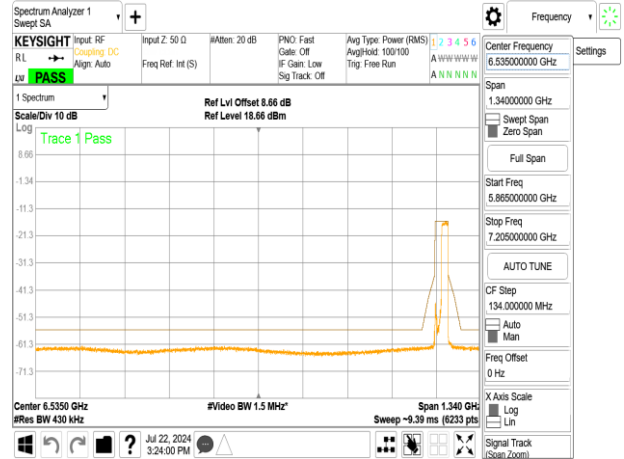 Spectrum Analyzer 1
Swept SA
+
Frequency
KEYSIGHT
RL
LW PASS
Input: RF
Coupling: DC
Align: Auto
Input Z: 50 Ω
Freq Ref: Int (S)
#Atten: 20 dB
PNO: Fast
Gate: Off
IF Gain: Low
Sig Track: Off
Avg Type: Power (RMS)
Avg|Hold: 100/100
Trig: Free Run
1 2 3 4 5 6
A W W W W W
A N N N N N
Settings
1 Spectrum
Scale/Div 10 dB
Ref Lvl Offset 8.66 dB
Ref Level 18.66 dBm
Log
Trace 1 Pass
8.66
-1.34
-11.3
-21.3
-31.3
-41.3
-51.3
-61.3
-71.3
Center 6.5350 GHz
#Res BW 430 kHz
#Video BW 1.5 MHz*
Span 1.340 GHz
Sweep ~9.39 ms (6233 pts
Center Frequency
6.535000000 GHz
Span
1.34000000 GHz
Swept Span
Zero Span
Full Span
Start Freq
5.865000000 GHz
Stop Freq
7.205000000 GHz
AUTO TUNE
CF Step
134.000000 MHz
Auto
Man
Freq Offset
0 Hz
X Axis Scale
Log
Lin
Signal Track
(Span Zoom)
?
Jul 22, 2024
3:24:00 PM